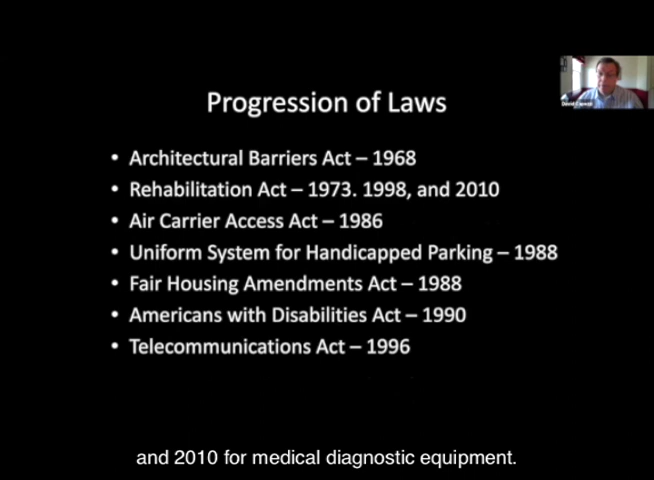 Progression of Laws
• Architectural Barriers Act – 1968
• Rehabilitation Act – 1973. 1998, and 2010
• Air Carrier Access Act – 1986
• Uniform System for Handicapped Parking – 1988
• Fair Housing Amendments Act – 1988
• Americans with Disabilities Act – 1990
• Telecommunications Act – 1996
David
and 2010 for medical diagnostic equipment.